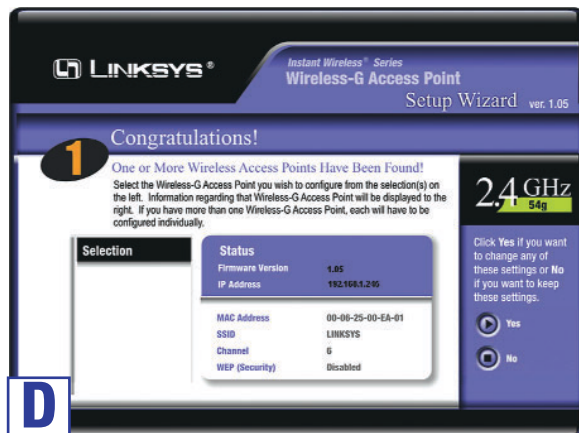 LINKSYS®
Instant Wireless® Series
Wireless-G Access Point
Setup Wizard ver. 1.05
1
Congratulations!
One or More Wireless Access Points Have Been Found!
Select the Wireless-G Access Point you wish to configure from the selection(s) on
the left. Information regarding that Wireless-G Access Point will be displayed to the
right. If you have more than one Wireless-G Access Point, each will have to be
configured individually.
Selection
Status
Firmware Version 1.05
IP Address 192.168.1.245
MAC Address 00-06-25-00-EA-01
SSID LINKSYS
Channel 6
WEP (Security) Disabled
2.4 GHz
54g
Click Yes if you want
to change any of
these settings or No
if you want to keep
these settings.
Yes
No
D